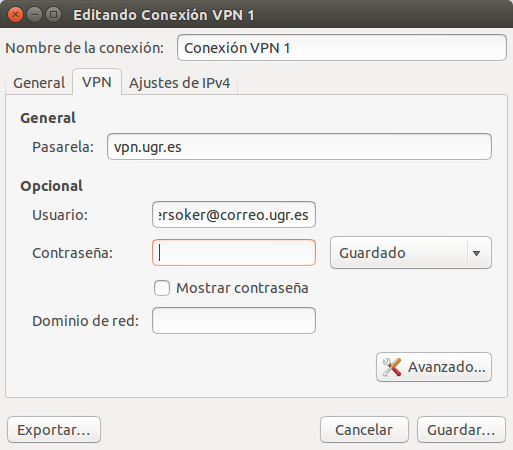 Editando Conexión VPN 1
Nombre de la conexión: Conexión VPN 1
General VPN Ajustes de IPv4
General
Pasarela: vpn.ugr.es
Opcional
Usuario: ersoker@correo.ugr.es
Contraseña: Guardado
Mostrar contraseña
Dominio de red:
Avanzado...
Exportar... Cancelar Guardar...